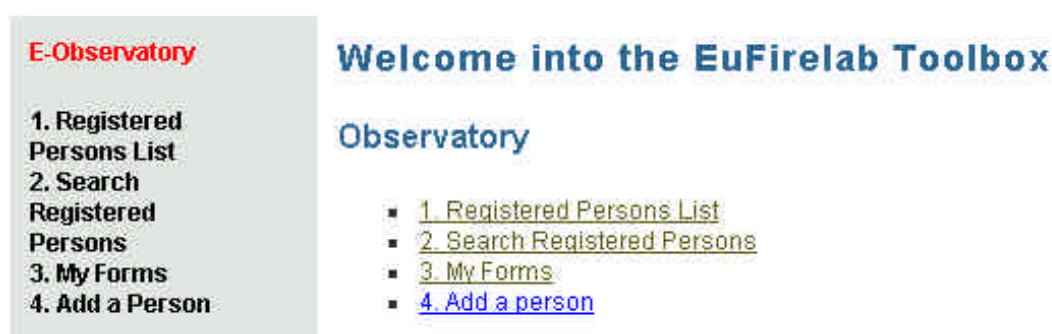 E-Observatory
1. Registered
Persons List
2. Search
Registered
Persons
3. My Forms
4. Add a Person
Welcome into the EuFirelab Toolbox
Observatory
1. Registered Persons List
2. Search Registered Persons
3. My Forms
4. Add a person